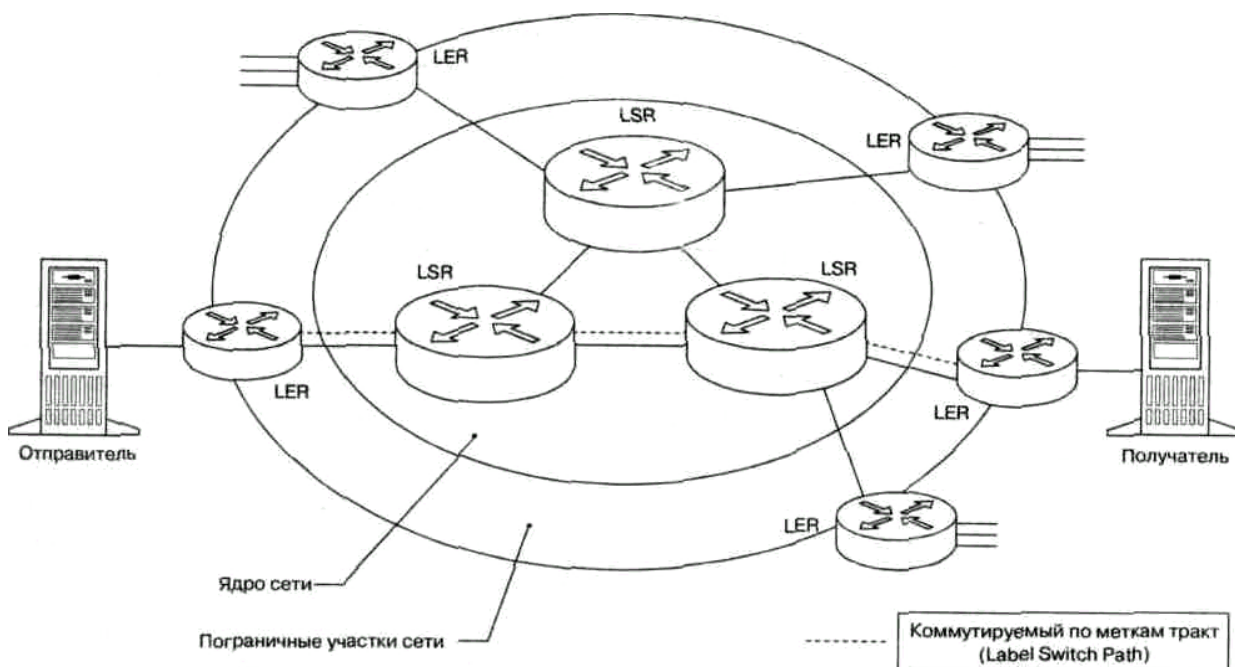 LER
LSR
LER
LSR
LSR
LER
LER
Отправитель
Получатель
LER
Ядро сети
Пограничные участки сети
Коммутируемый по меткам тракт
(Label Switch Path)